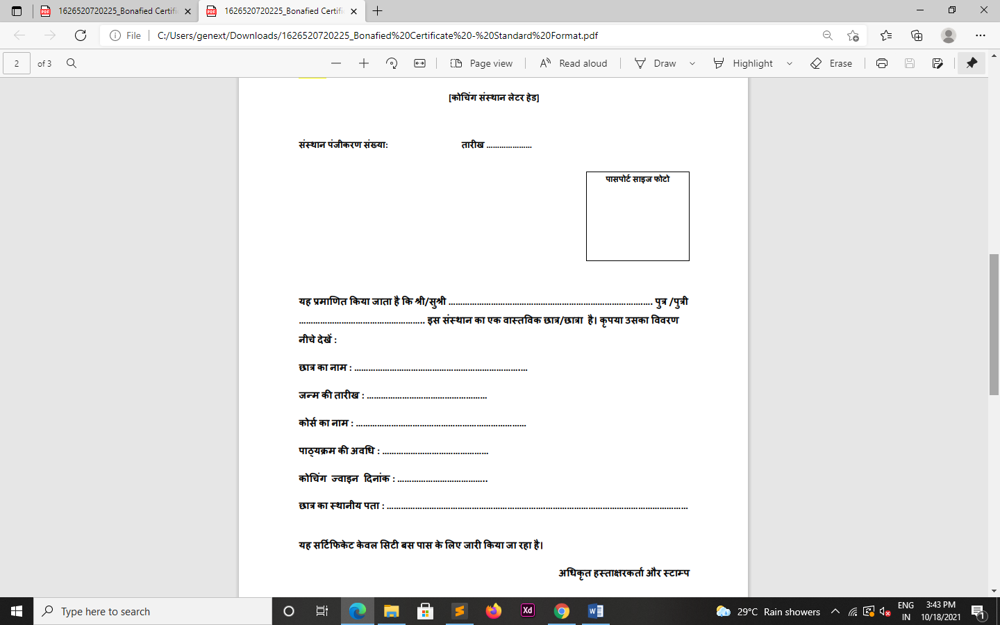 1626520720225_Bonafied Certifi
1626520720225_Bonafied Certifi
File
C:/Users/genext/Downloads/1626520720225_Bonafied%20Certificate%20-%20Standard%20Format.pdf
2 of 3
Page view
Read aloud
Draw
Highlight
Erase
[कोचिंग संस्थान लेटर हेड]
संस्थान पंजीकरण संख्या: तारीख .....................
पासपोर्ट साइज फोटो
यह प्रमाणित किया जाता है कि श्री/सुश्री ...................................................................................... पुत्र /पुत्री
..................................................... इस संस्थान का एक वास्तविक छात्र/छात्रा है। कृपया उसका विवरण
नीचे देखें :
छात्र का नाम : .........................................................................
जन्म की तारीख : ...................................................
कोर्स का नाम : ........................................................................
पाठ्यक्रम की अवधि : .............................................
कोचिंग ज्वाइन दिनांक : ......................................
छात्र का स्थानीय पता : ................................................................................................................................
यह सर्टिफिकेट केवल सिटी बस पास के लिए जारी किया जा रहा है।
अधिकृत हस्ताक्षरकर्ता और स्टाम्प
Type here to search
Xd
29°C Rain showers
ENG
IN
3:43 PM
10/18/2021
1